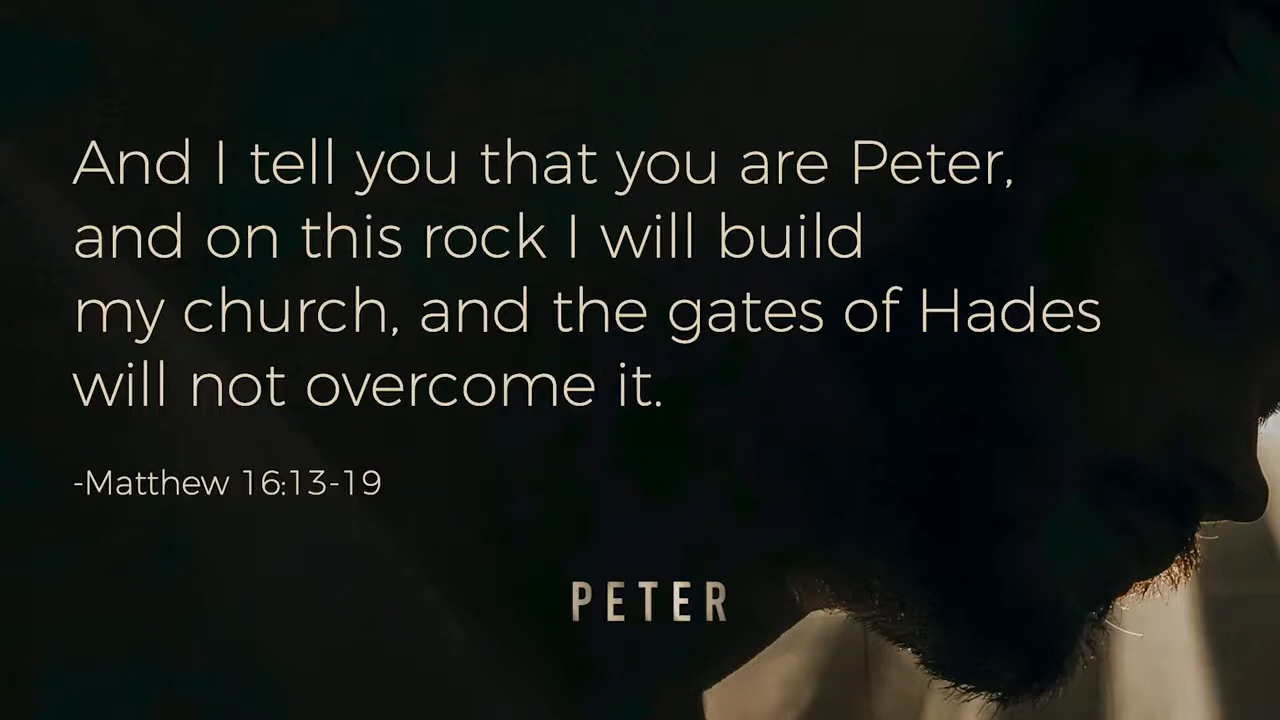 And I tell you that you are Peter,
and on this rock I will build
my church, and the gates of Hades
will not overcome it.
-Matthew 16:13-19
PETER